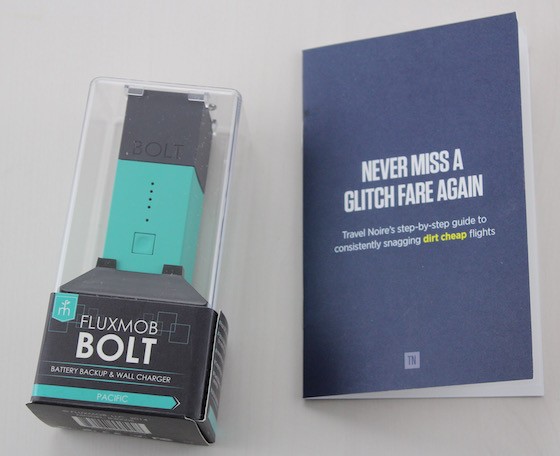 BOLT
FLUXMOB
BOLT
BATTERY BACKUP & WALL CHARGER
PACIFIC
NEVER MISS A
GLITCH FARE AGAIN
Travel Noire's step-by-step guide to
consistently snagging dirt cheap flights
TN